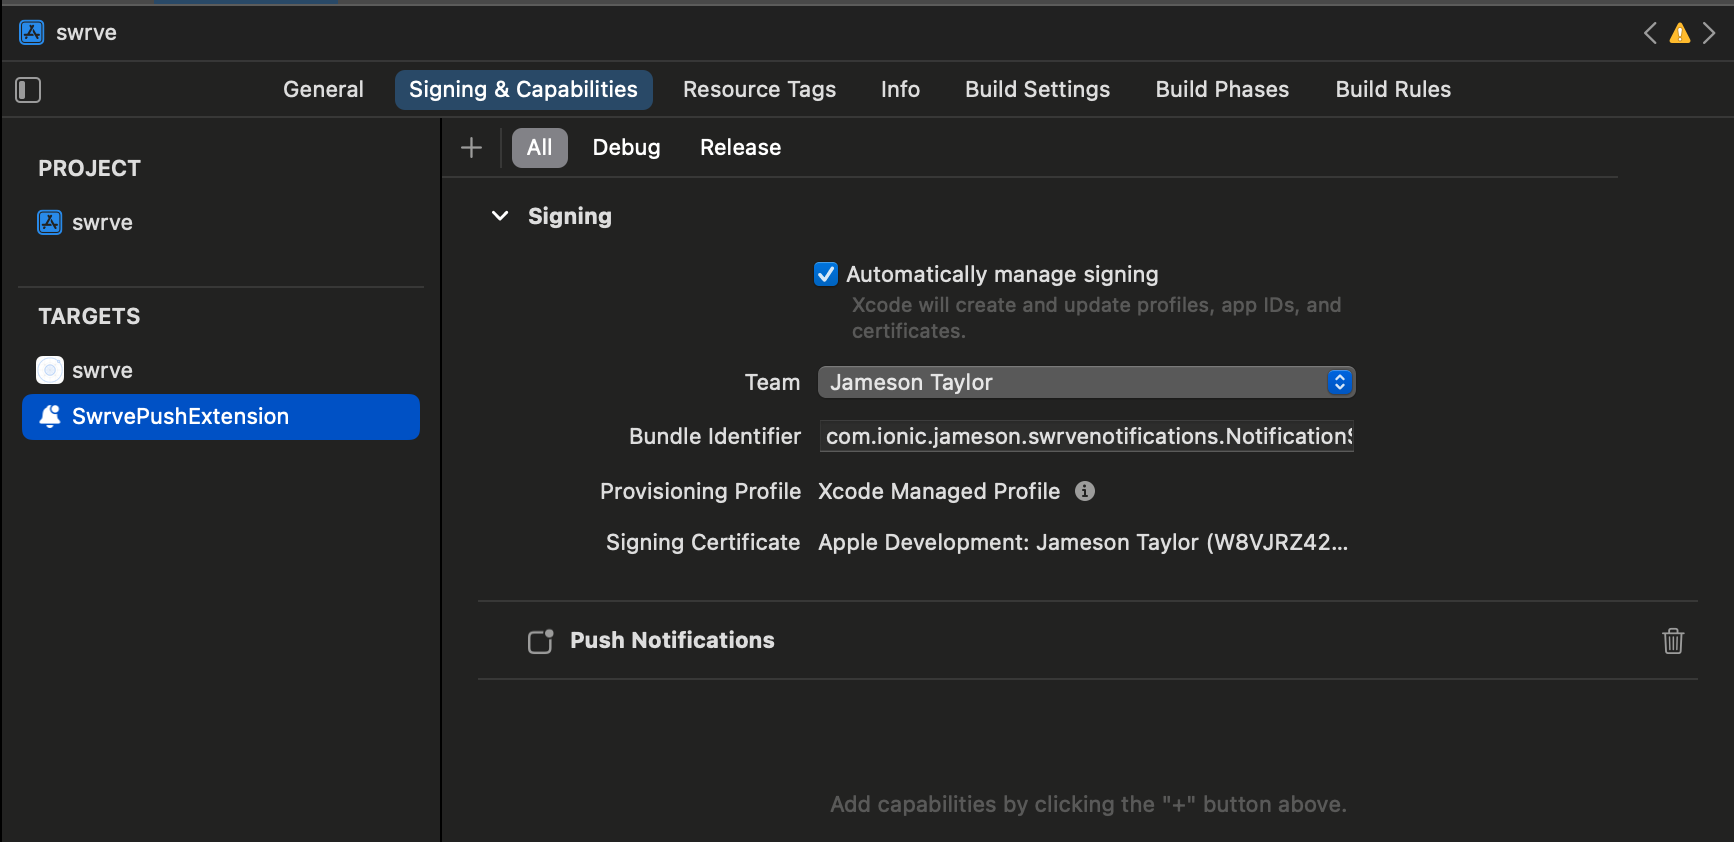 swrve
General Signing & Capabilities Resource Tags Info Build Settings Build Phases Build Rules
PROJECT
swrve
TARGETS
swrve
SwrvePushExtension
All Debug Release
Signing
Automatically manage signing
Xcode will create and update profiles, app IDs, and
certificates.
Team Jameson Taylor
Bundle Identifier com.ionic.jameson.swrvenotifications.NotificationS
Provisioning Profile Xcode Managed Profile
Signing Certificate Apple Development: Jameson Taylor (W8VJRZ42...
Push Notifications
Add capabilities by clicking the "+" button above.